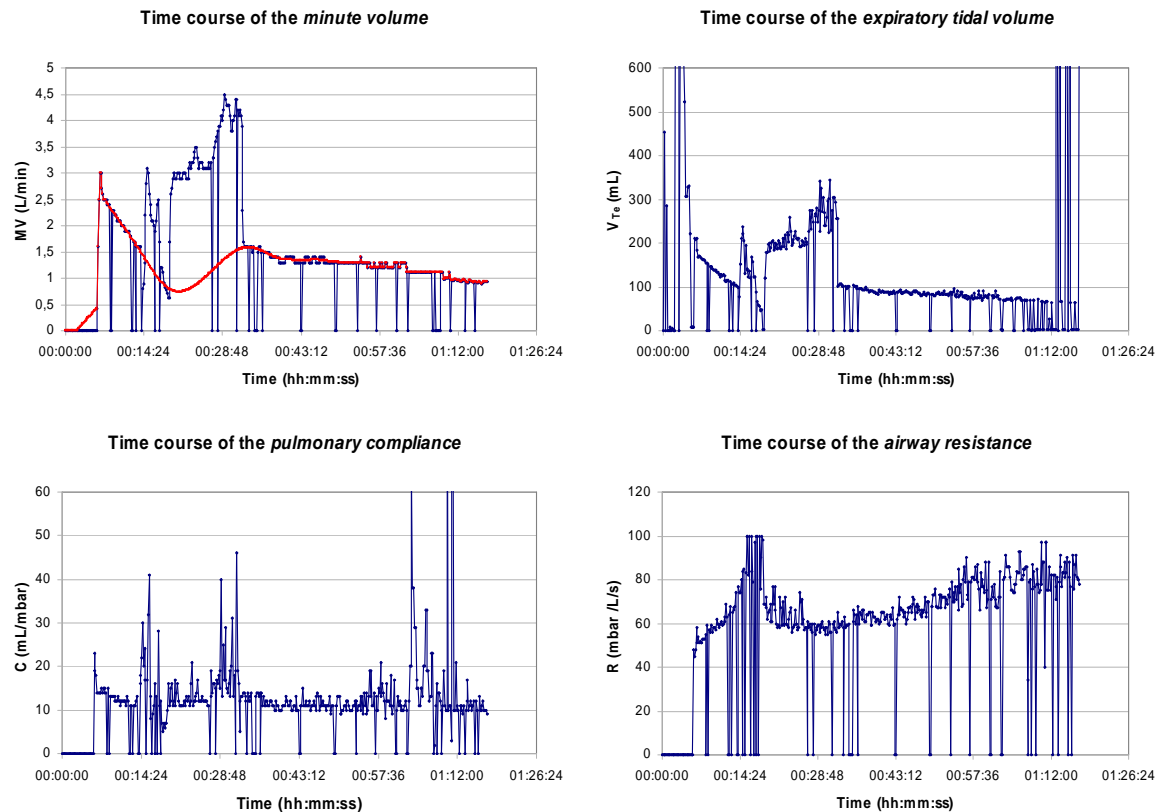 Time course of the minute volume
5
4,5
4
3,5
3
2,5
2
1,5
1
0,5
0
MV (L/min)
00:00:00 00:14:24 00:28:48 00:43:12 00:57:36 01:12:00 01:26:24
Time (hh:mm:ss)
Time course of the expiratory tidal volume
600
500
400
300
200
100
0
VTe (mL)
00:00:00 00:14:24 00:28:48 00:43:12 00:57:36 01:12:00 01:26:24
Time (hh:mm:ss)
Time course of the pulmonary compliance
60
50
40
30
20
10
0
C (mL/mbar)
00:00:00 00:14:24 00:28:48 00:43:12 00:57:36 01:12:00 01:26:24
Time (hh:mm:ss)
Time course of the airway resistance
120
100
80
60
40
20
0
R (mbar /L/s)
00:00:00 00:14:24 00:28:48 00:43:12 00:57:36 01:12:00 01:26:24
Time (hh:mm:ss)